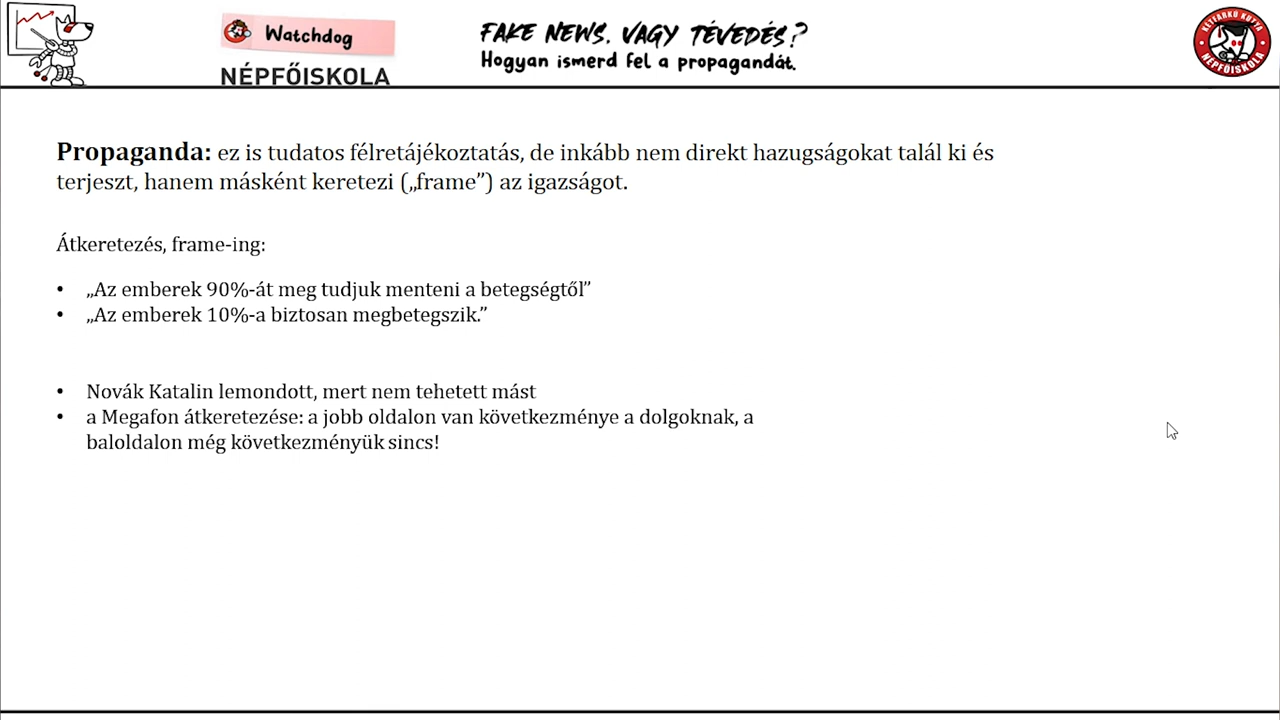 Watchdog
NÉPFŐISKOLA
FAKE NEWS, VAGY TÉVEDÉS?
Hogyan ismerd fel a propagandát.
KÉTFARKÚ KUTYA
NÉPFŐISKOLA
Propaganda: ez is tudatos félretájékoztatás, de inkább nem direkt hazugságokat talál ki és
terjeszt, hanem másként keretezi („frame”) az igazságot.
Átkeretezés, frame-ing:
• „Az emberek 90%-át meg tudjuk menteni a betegségtől”
• „Az emberek 10%-a biztosan megbetegszik.”
• Novák Katalin lemondott, mert nem tehetett mást
• a Megafon átkeretezése: a jobb oldalon van következménye a dolgoknak, a
baloldalon még következményük sincs!